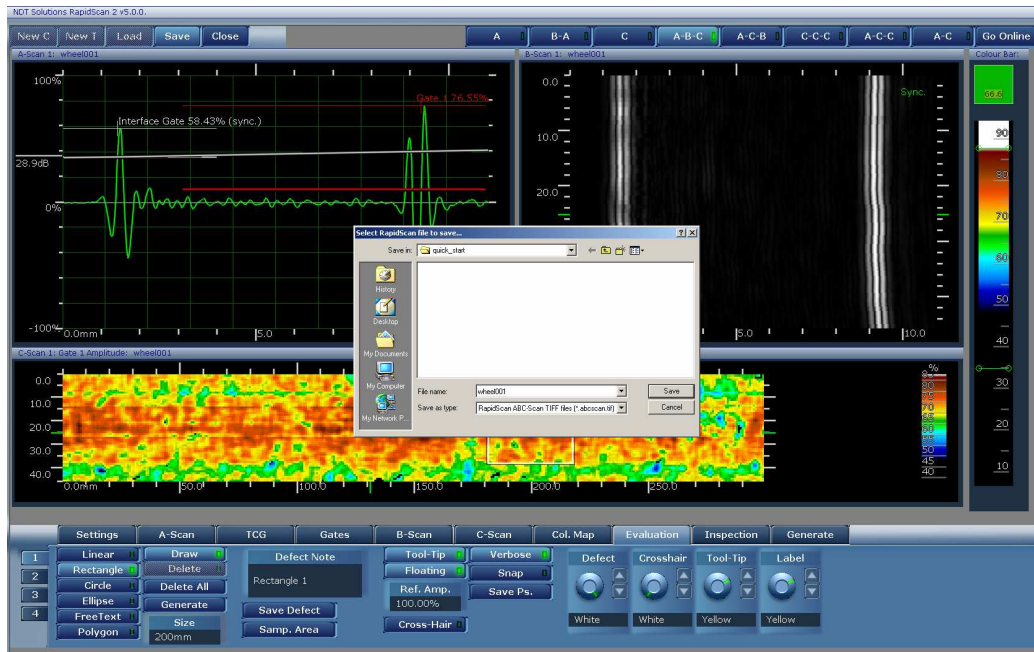 NDT Solutions RapidScan 2 v5.0.0.
New C New T Load Save Close A B-A C A-B-C A-C-B C-C-C A-C-C A-C Go Online
A-Scan 1: wheel001 B-Scan 1: wheel001 Colour Bar:
100%
Gate 1 76.55%
Interface Gate 58.43% (sync.)
28.9dB
0%
-100%
0.0mm 5.0
0.0
Sync.
10.0
20.0
5.0 10.0
66.6
90
80
70
60
50
40
30
20
10
Select RapidScan file to save...
Save in: quick_start
History
Desktop
My Documents
My Computer
My Network P...
File name: wheel001 Save
Save as type: RapidScan ABC-Scan TIFF files (*.abcscan.tif) Cancel
C-Scan 1: Gate 1 Amplitude: wheel001
0.0
10.0
20.0
30.0
40.0
0.0mm 50.0 100.0 150.0 200.0 250.0
%
90
80
70
60
50
45
Settings A-Scan TCG Gates B-Scan C-Scan Col. Map Evaluation Inspection Generate
1 Linear Draw Defect Note Tool-Tip Verbose Defect Crosshair Tool-Tip Label
2 Rectangle Delete Rectangle 1 Floating Snap
3 Circle Delete All Ref. Amp. Save Ps.
4 Ellipse Generate Save Defect 100.00%
FreeText Size White White Yellow Yellow
Polygon 200mm Samp. Area Cross-Hair